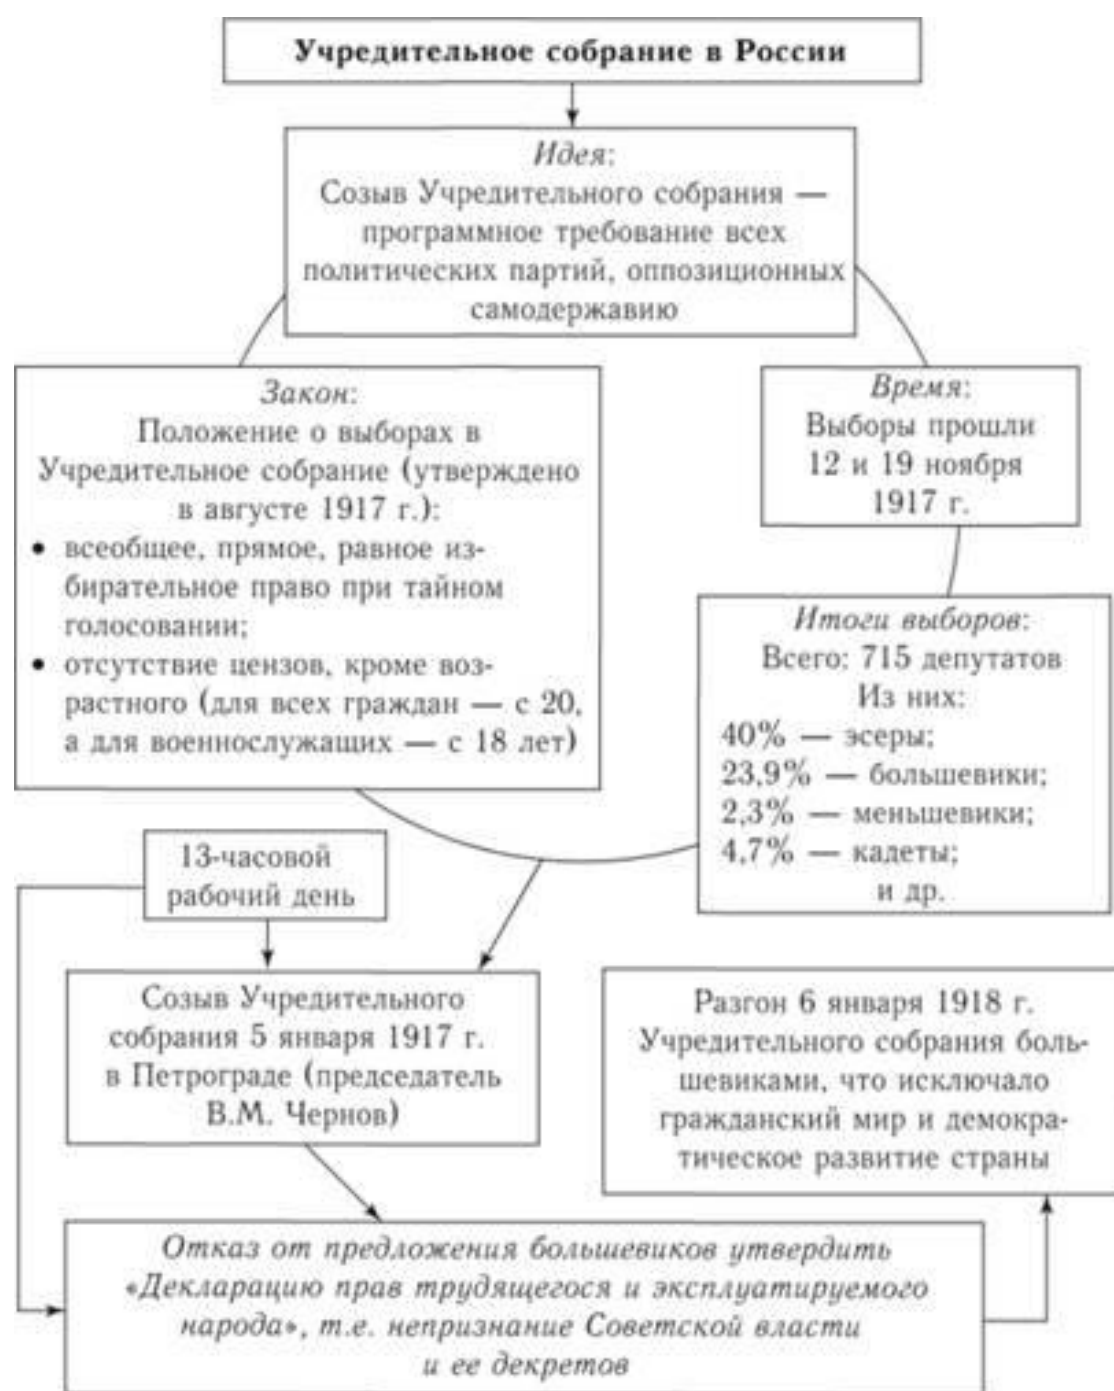 Учредительное собрание в России
Идея:
Созыв Учредительного собрания —
программное требование всех
политических партий, оппозиционных
самодержавию
Закон:
Положение о выборах в
Учредительное собрание (утверждено
в августе 1917 г.):
• всеобщее, прямое, равное из-
бирательное право при тайном
голосовании;
• отсутствие цензов, кроме воз-
растного (для всех граждан — с 20,
а для военнослужащих — с 18 лет)
Время:
Выборы прошли
12 и 19 ноября
1917 г.
Итоги выборов:
Всего: 715 депутатов
Из них:
40% — эсеры;
23,9% — большевики;
2,3% — меньшевики;
4,7% — кадеты;
и др.
13-часовой
рабочий день
Созыв Учредительного
собрания 5 января 1917 г.
в Петрограде (председатель
В.М. Чернов)
Разгон 6 января 1918 г.
Учредительного собрания боль-
шевиками, что исключало
гражданский мир и демокра-
тическое развитие страны
Отказ от предложения большевиков утвердить
«Декларацию прав трудящегося и эксплуатируемого
народа», т.е. непризнание Советской власти
и ее декретов